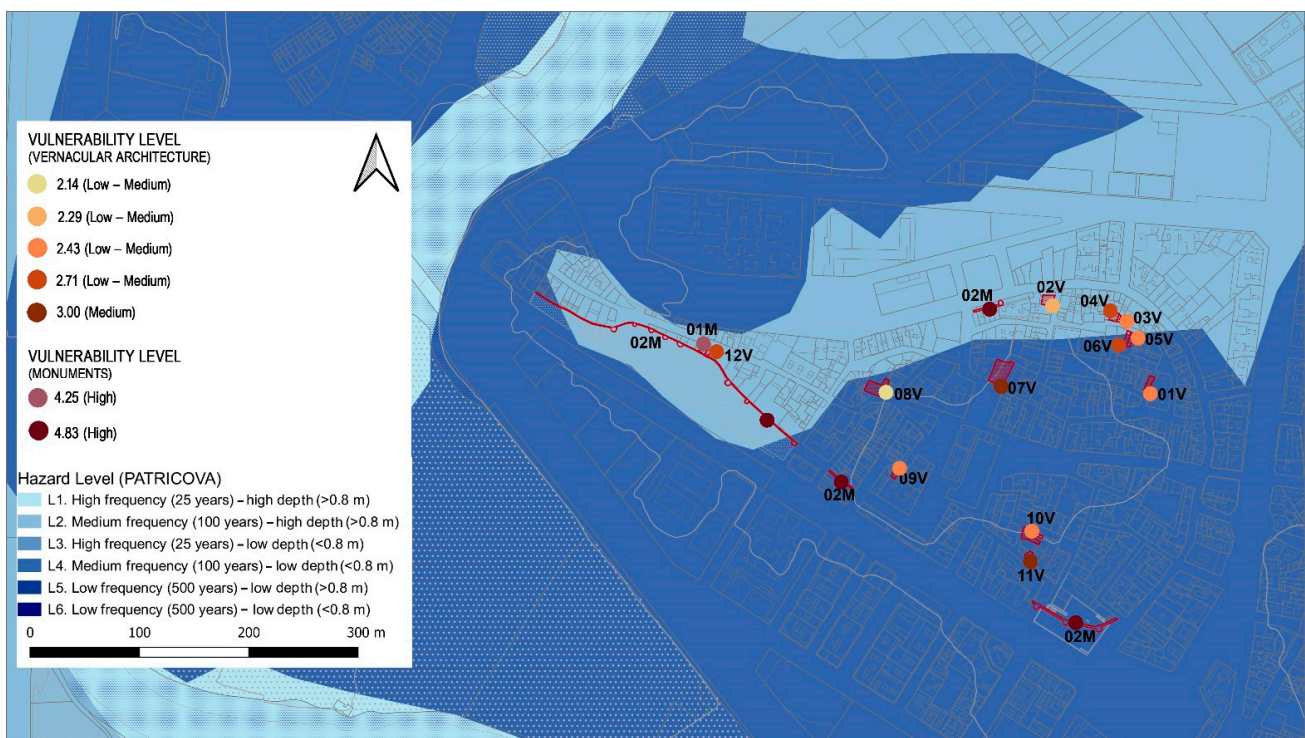 VULNERABILITY LEVEL
(VERNACULAR ARCHITECTURE)
2.14 (Low – Medium)
2.29 (Low – Medium)
2.43 (Low – Medium)
2.71 (Low – Medium)
3.00 (Medium)
VULNERABILITY LEVEL
(MONUMENTS)
4.25 (High)
4.83 (High)
Hazard Level (PATRICOVA)
L1. High frequency (25 years) – high depth (>0.8 m)
L2. Medium frequency (100 years) – high depth (>0.8 m)
L3. High frequency (25 years) – low depth (<0.8 m)
L4. Medium frequency (100 years) – low depth (<0.8 m)
L5. Low frequency (500 years) – low depth (>0.8 m)
L6. Low frequency (500 years) – low depth (<0.8 m)
0 100 200 300 m
02M
02V
04V
03V
01M
02M
12V
06V
05V
08V
07V
01V
02M
09V
10V
11V
02M